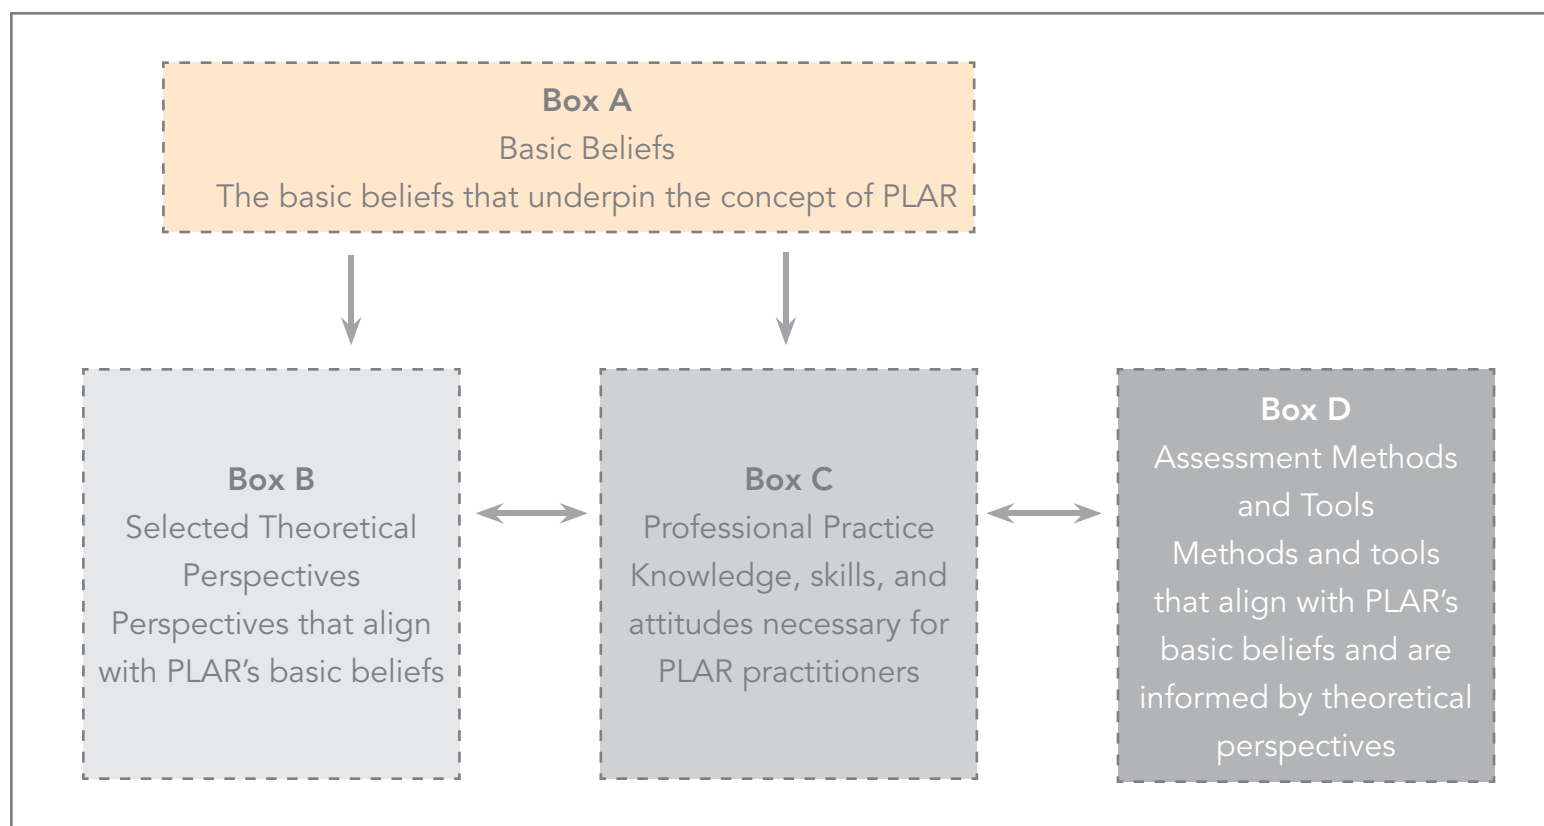 Box A
Basic Beliefs
The basic beliefs that underpin the concept of PLAR
Box B
Selected Theoretical
Perspectives
Perspectives that align
with PLAR’s basic beliefs
Box C
Professional Practice
Knowledge, skills, and
attitudes necessary for
PLAR practitioners
Box D
Assessment Methods
and Tools
Methods and tools
that align with PLAR’s
basic beliefs and are
informed by theoretical
perspectives